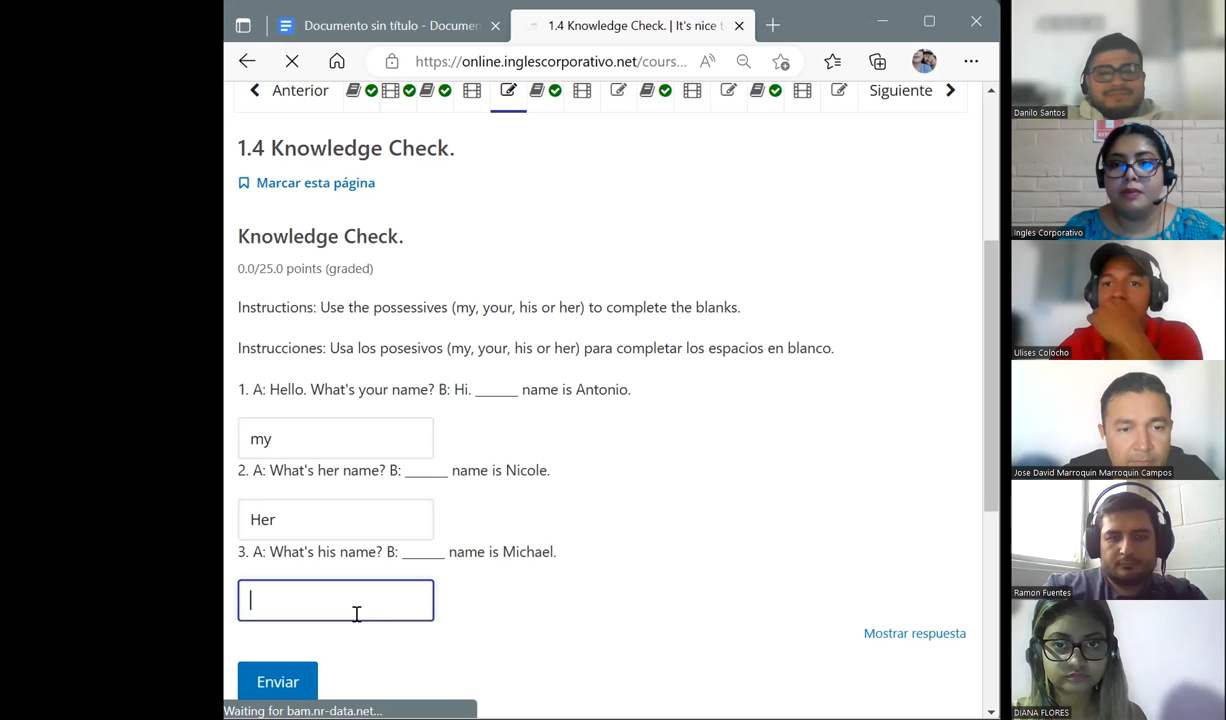 Documento sin título - Documen
1.4 Knowledge Check. | It's nice t
https://online.inglescorporativo.net/cours...
Anterior
Siguiente
1.4 Knowledge Check.
Marcar esta página
Knowledge Check.
0.0/25.0 points (graded)
Instructions: Use the possessives (my, your, his or her) to complete the blanks.
Instrucciones: Usa los posesivos (my, your, his or her) para completar los espacios en blanco.
1. A: Hello. What's your name? B: Hi. ______ name is Antonio.
my
2. A: What's her name? B: ______ name is Nicole.
Her
3. A: What's his name? B: ______ name is Michael.
Mostrar respuesta
Enviar
Waiting for bam.nr-data.net...
Danilo Santos
Ingles Corporativo
Ulises Colocho
Jose David Marroquin Marroquin Campos
Ramon Fuentes
DIANA FLORES